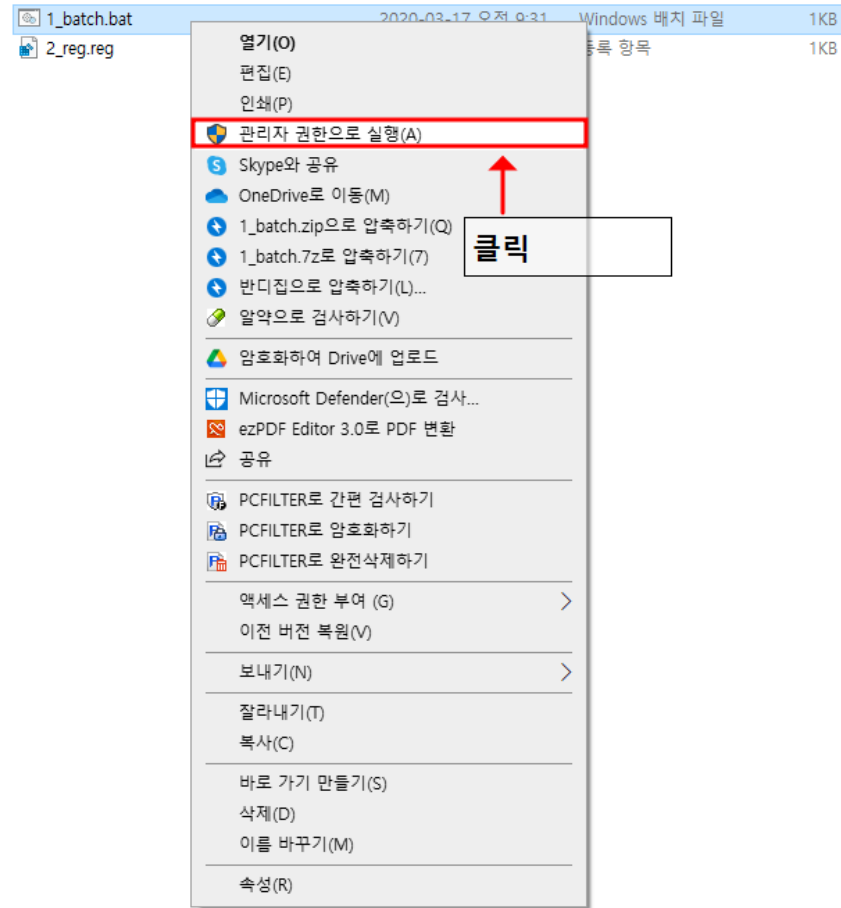 1_batch.bat 2020-03-17 오전 9:31 Windows 배치 파일 1KB
2_reg.reg 등록 항목 1KB
열기(O)
편집(E)
인쇄(P)
관리자 권한으로 실행(A)
Skype와 공유
OneDrive로 이동(M)
1_batch.zip으로 압축하기(Q)
클릭
1_batch.7z로 압축하기(7)
반디집으로 압축하기(L)...
알약으로 검사하기(V)
암호화하여 Drive에 업로드
Microsoft Defender(으)로 검사...
ezPDF Editor 3.0로 PDF 변환
공유
PCFILTER로 간편 검사하기
PCFILTER로 암호화하기
PCFILTER로 완전삭제하기
액세스 권한 부여 (G)
이전 버전 복원(V)
보내기(N)
잘라내기(T)
복사(C)
바로 가기 만들기(S)
삭제(D)
이름 바꾸기(M)
속성(R)